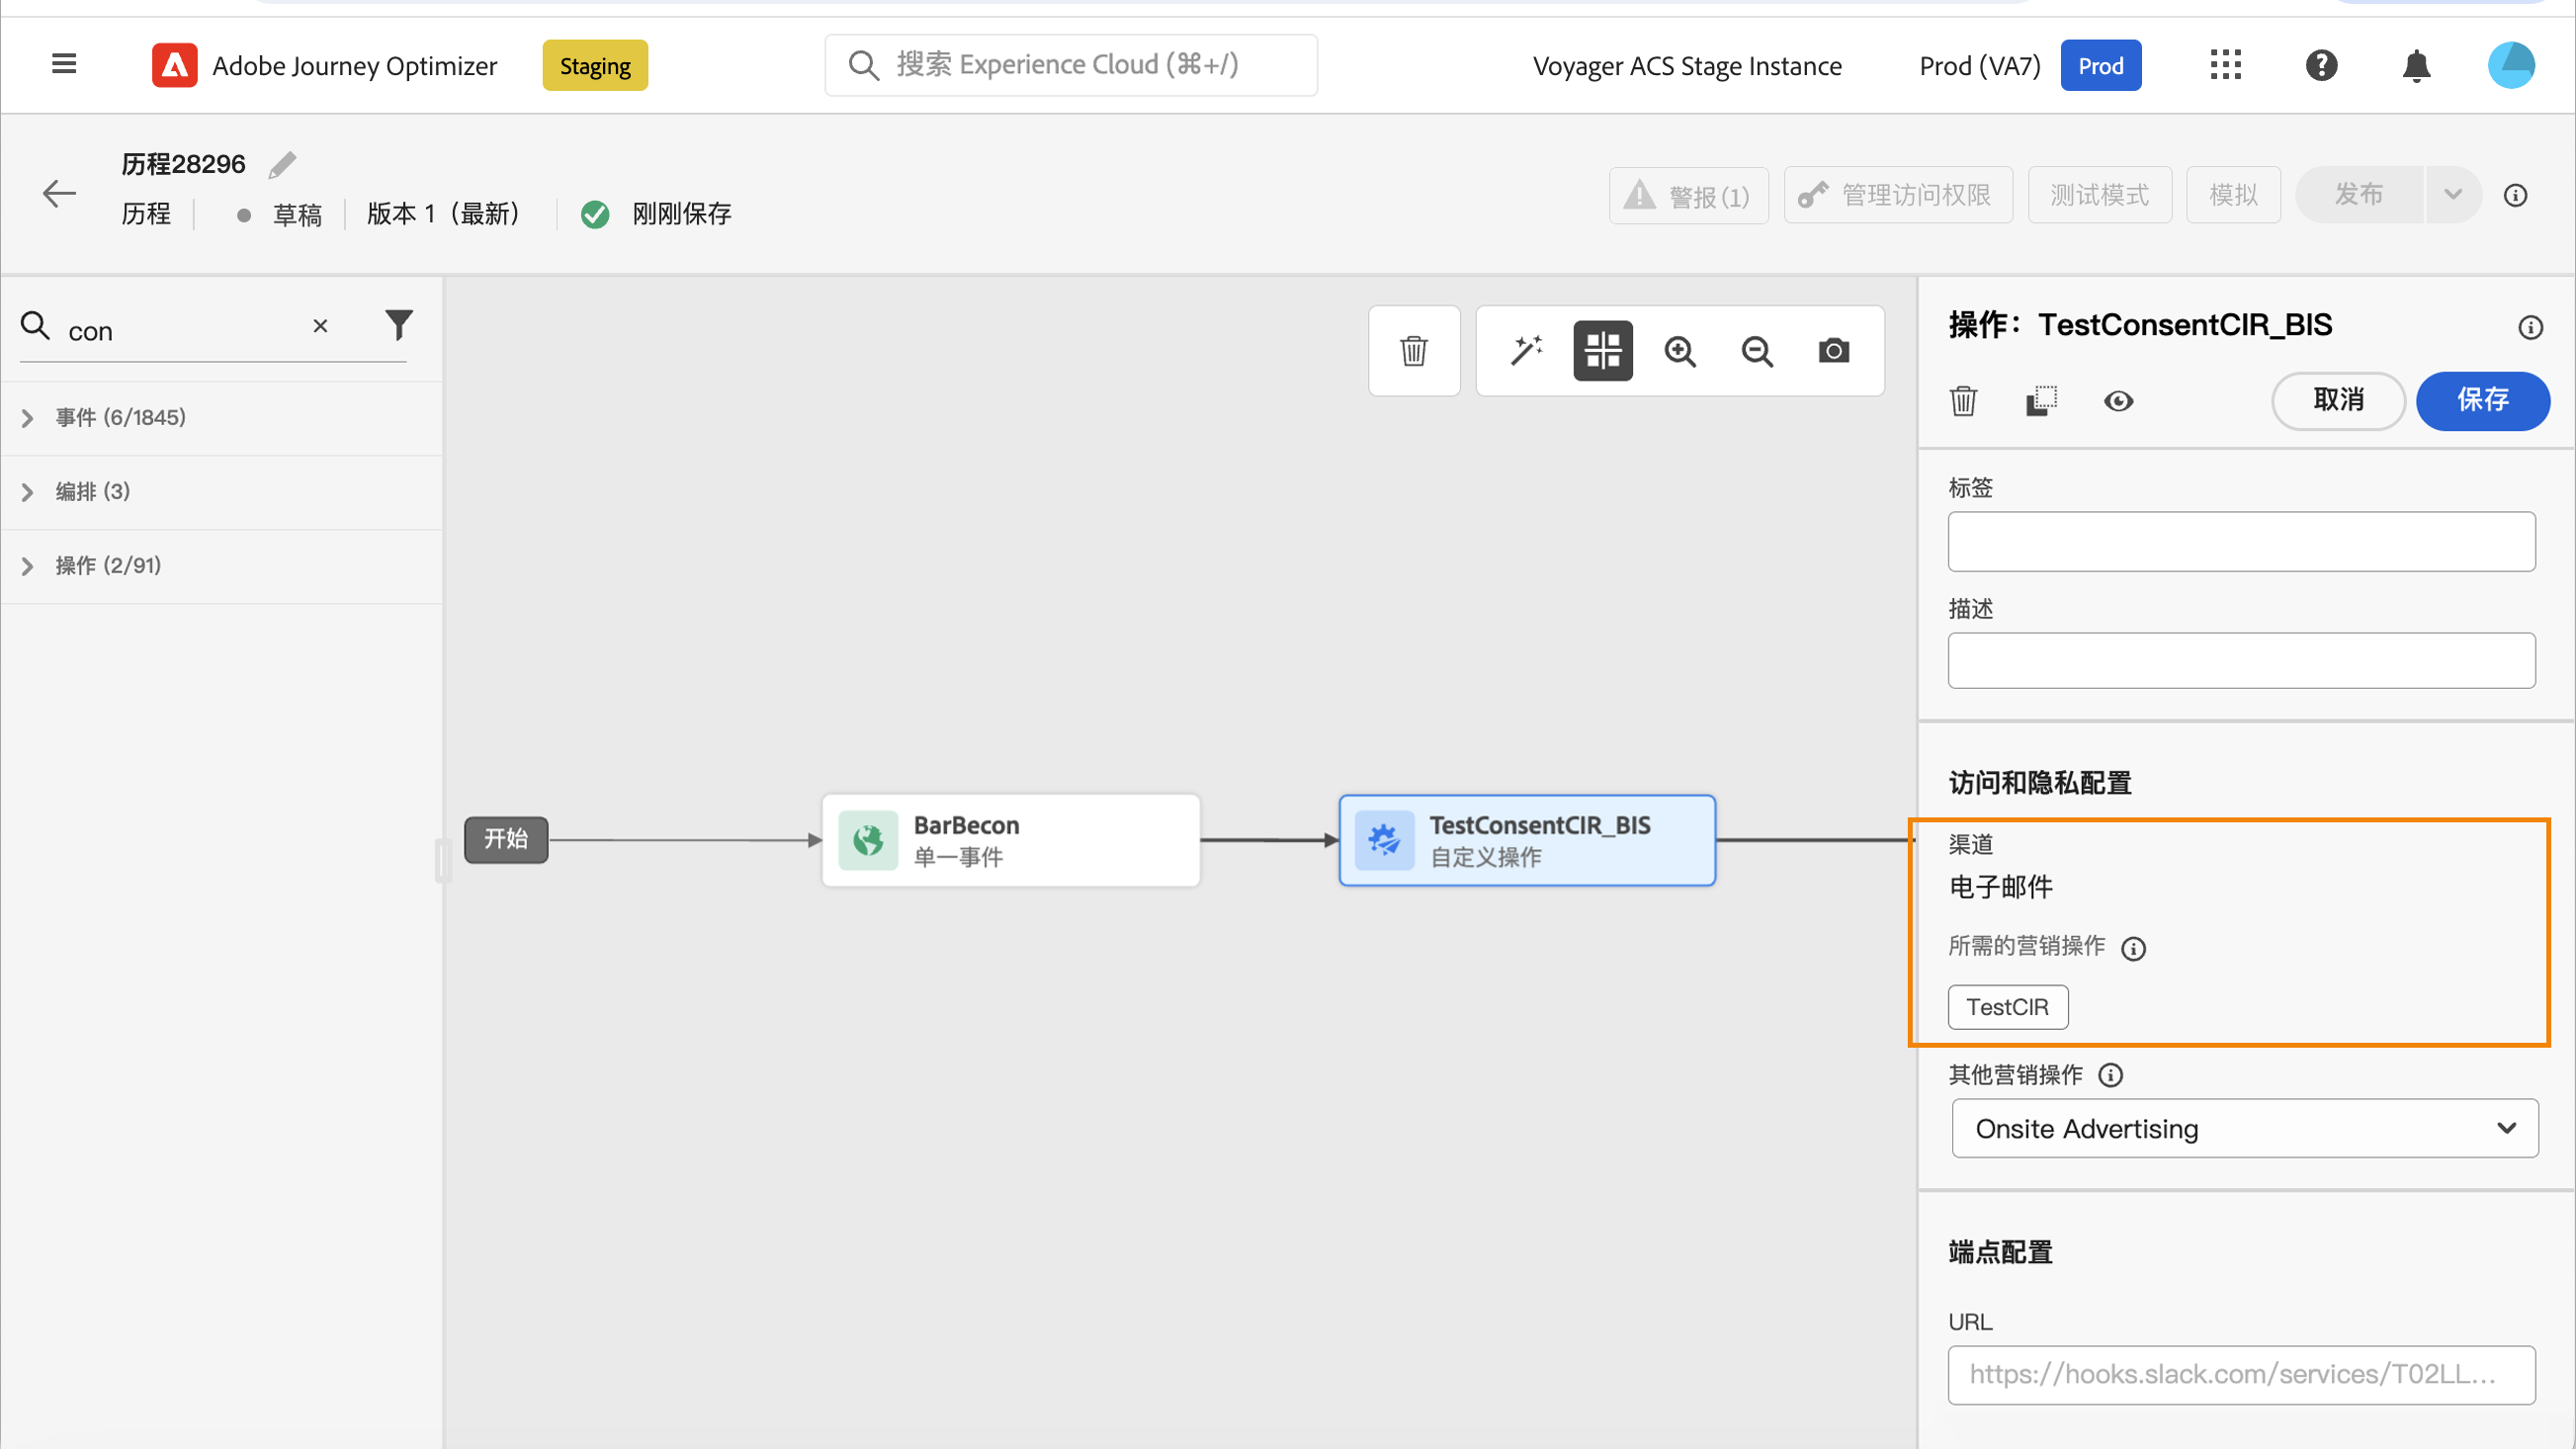 Adobe Journey Optimizer
Staging
搜索 Experience Cloud (⌘+/)
Voyager ACS Stage Instance
Prod (VA7)
Prod
历程28296
历程
草稿
版本 1（最新）
刚刚保存
警报 (1)
管理访问权限
测试模式
模拟
发布
con
事件 (6/1845)
编排 (3)
操作 (2/91)
开始
BarBecon
单一事件
TestConsentCIR_BIS
自定义操作
操作：TestConsentCIR_BIS
取消
保存
标签
描述
访问和隐私配置
渠道
电子邮件
所需的营销操作
TestCIR
其他营销操作
Onsite Advertising
端点配置
URL
https://hooks.slack.com/services/T02LL...